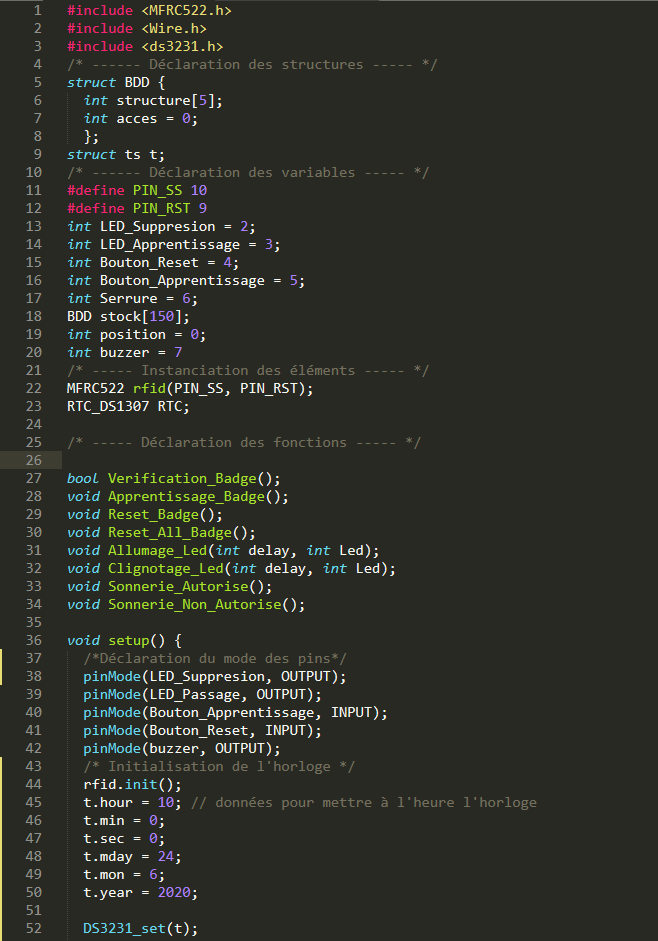 1 #include <MFRC522.h>
2 #include <Wire.h>
3 #include <ds3231.h>
4 /* ------ Déclaration des structures ----- */
5 struct BDD {
6 int structure[5];
7 int acces = 0;
8 };
9 struct ts t;
10 /* ------ Déclaration des variables ----- */
11 #define PIN_SS 10
12 #define PIN_RST 9
13 int LED_Suppresion = 2;
14 int LED_Apprentissage = 3;
15 int Bouton_Reset = 4;
16 int Bouton_Apprentissage = 5;
17 int Serrure = 6;
18 BDD stock[150];
19 int position = 0;
20 int buzzer = 7
21 /* ----- Instanciation des éléments ----- */
22 MFRC522 rfid(PIN_SS, PIN_RST);
23 RTC_DS1307 RTC;
24
25 /* ----- Déclaration des fonctions ----- */
26
27 bool Verification_Badge();
28 void Apprentissage_Badge();
29 void Reset_Badge();
30 void Reset_All_Badge();
31 void Allumage_Led(int delay, int Led);
32 void Clignotage_Led(int delay, int Led);
33 void Sonnerie_Autorise();
34 void Sonnerie_Non_Autorise();
35
36 void setup() {
37 /*Déclaration du mode des pins*/
38 pinMode(LED_Suppresion, OUTPUT);
39 pinMode(LED_Passage, OUTPUT);
40 pinMode(Bouton_Apprentissage, INPUT);
41 pinMode(Bouton_Reset, INPUT);
42 pinMode(buzzer, OUTPUT);
43 /* Initialisation de l'horloge */
44 rfid.init();
45 t.hour = 10; // données pour mettre à l'heure l'horloge
46 t.min = 0;
47 t.sec = 0;
48 t.mday = 24;
49 t.mon = 6;
50 t.year = 2020;
51
52 DS3231_set(t);